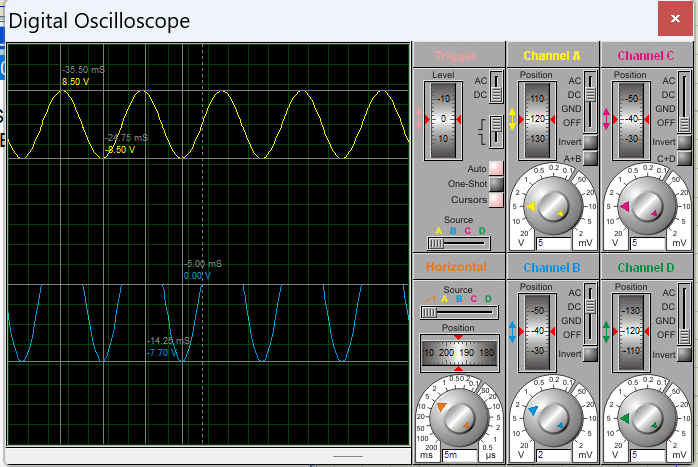 Digital Oscilloscope
-35.50 mS
8.50 V
-24.75 mS
-8.50 V
-5.00 mS
0.00 V
-14.25 mS
-7.70 V
Trigger
Level
-10
0
10
AC
DC
Auto
One-Shot
Cursors
Source
A B C D
Channel A
Position
110
120
130
AC
DC
GND
OFF
Invert
A+B
20 10 5 2 1 0.5 0.2 0.1 50 20 10 5 2
V 5 mV
Channel C
Position
-50
-40
-30
AC
DC
GND
OFF
Invert
C+D
20 10 5 2 1 0.5 0.2 0.1 50 20 10 5 2
V 5 mV
Horizontal
Source
A B C D
Position
10 200 190 180
200 100 50 20 10 5 2 1 0.5 0.2 0.1 50 20 10 5 2 1 0.5
ms 5m µs
Channel B
Position
-50
-40
-30
AC
DC
GND
OFF
Invert
20 10 5 2 1 0.5 0.2 0.1 50 20 10 5 2
V 2 mV
Channel D
Position
-130
-120
-110
AC
DC
GND
OFF
Invert
20 10 5 2 1 0.5 0.2 0.1 50 20 10 5 2
V 5 mV